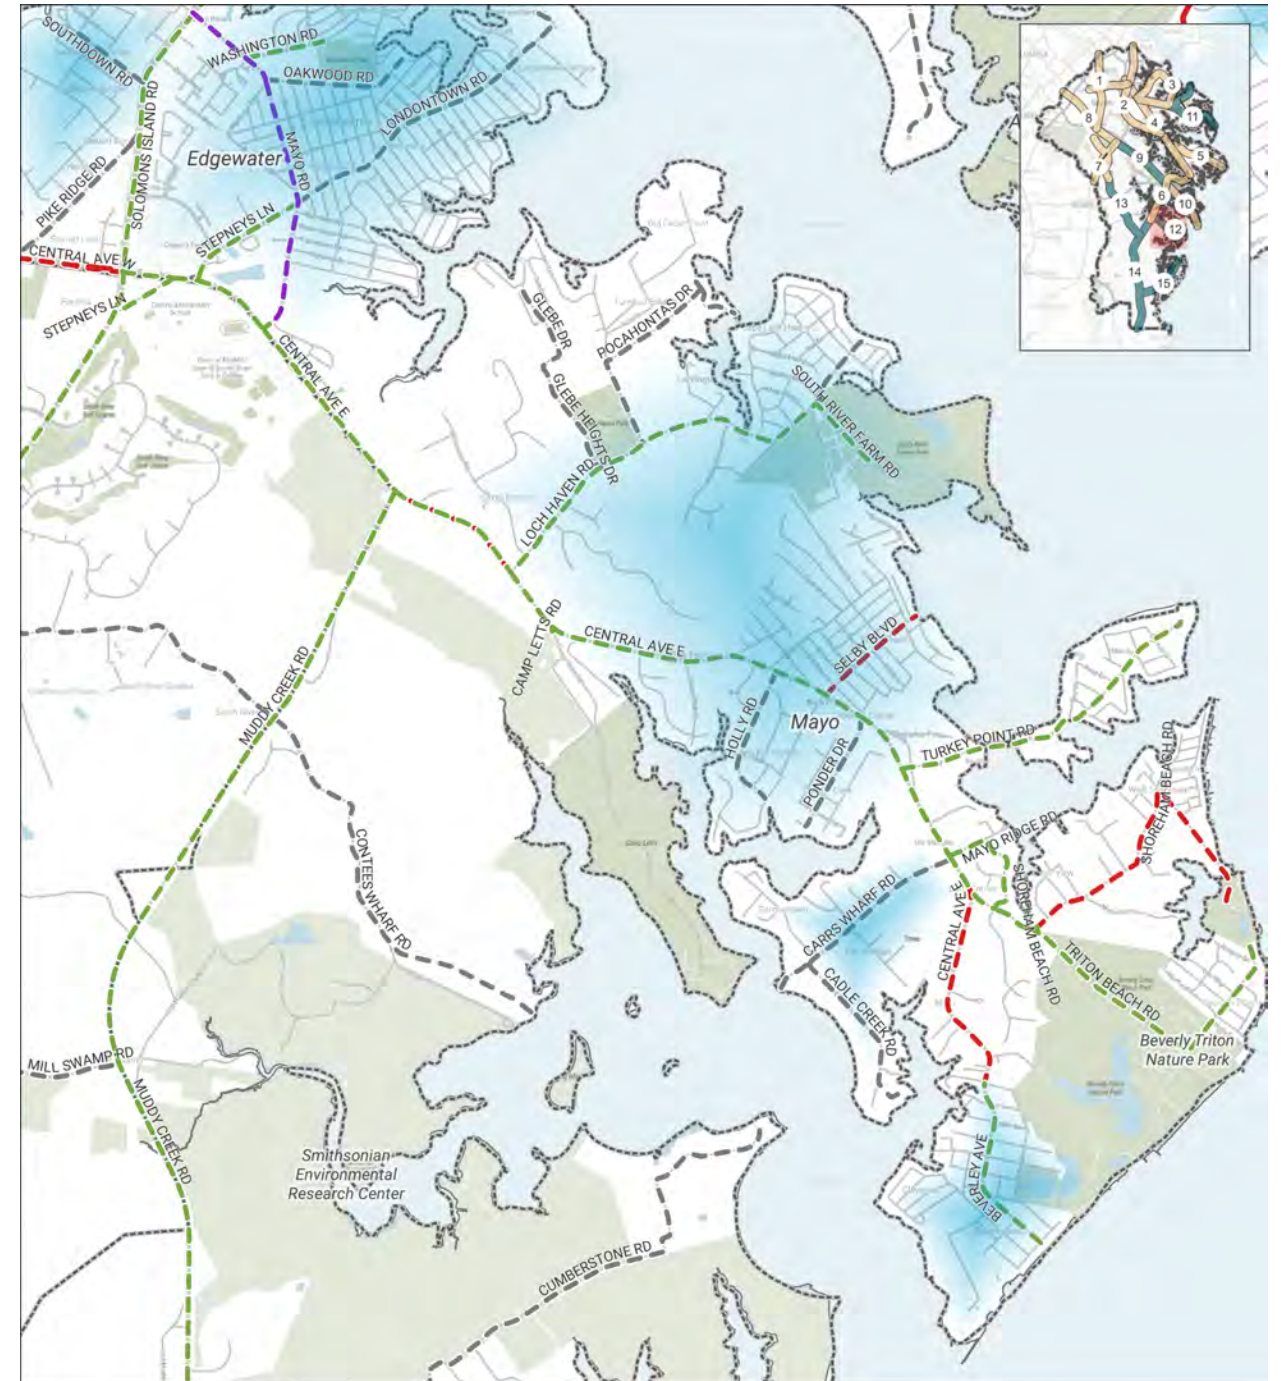 SOUTHDOWN RD
WASHINGTON RD
OAKWOOD RD
LONDONTOWN RD
SOLOMONS ISLAND RD
MAYO RD
Edgewater
PIKE RIDGE RD
STEPNEYS LN
CENTRAL AVE W
STEPNEYS LN
CENTRAL AVE E
GLEBE DR
POCAHONTAS DR
GLEBE HEIGHTS DR
SOUTH RIVER FARM RD
LOCH HAVEN RD
CAMP LETTS RD
CENTRAL AVE E
SELBY BLVD
MUDDY CREEK RD
HOLLY RD
Mayo
PONDER DR
TURKEY POINT RD
SHOREHAM BEACH RD
MAYO RIDGE RD
SHOREHAM BEACH RD
CONTEES WHARF RD
CARRS WHARF RD
CENTRAL AVE E
CADLE CREEK RD
TRITON BEACH RD
Beverly Triton
Nature Park
MILL SWAMP RD
MUDDY CREEK RD
Smithsonian
Environmental
Research Center
BEVERLEY AVE
CUMBERSTONE RD
1
2
3
4
5
6
7
8
9
10
11
12
13
14
15